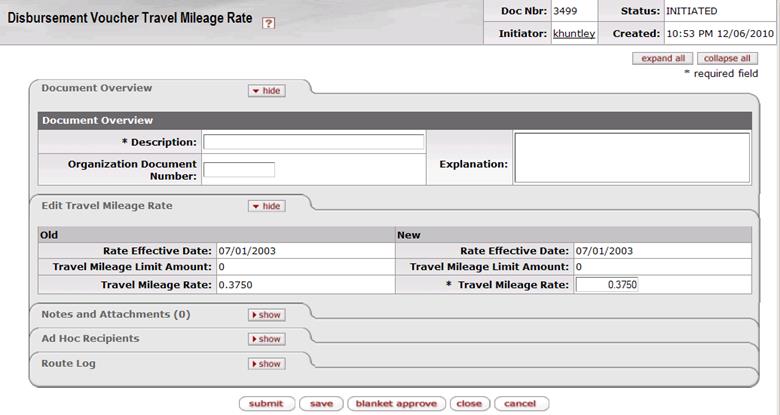 Disbursement Voucher Travel Mileage Rate ?
Doc Nbr: 3499 Status: INITIATED
Initiator: khuntley Created: 10:53 PM 12/06/2010
expand all collapse all
* required field
Document Overview hide
Document Overview
* Description:
Organization Document
Number:
Explanation:
Edit Travel Mileage Rate hide
Old New
Rate Effective Date: 07/01/2003 Rate Effective Date: 07/01/2003
Travel Mileage Limit Amount: 0 Travel Mileage Limit Amount: 0
Travel Mileage Rate: 0.3750 * Travel Mileage Rate: 0.3750
Notes and Attachments (0) show
Ad Hoc Recipients show
Route Log show
submit save blanket approve close cancel